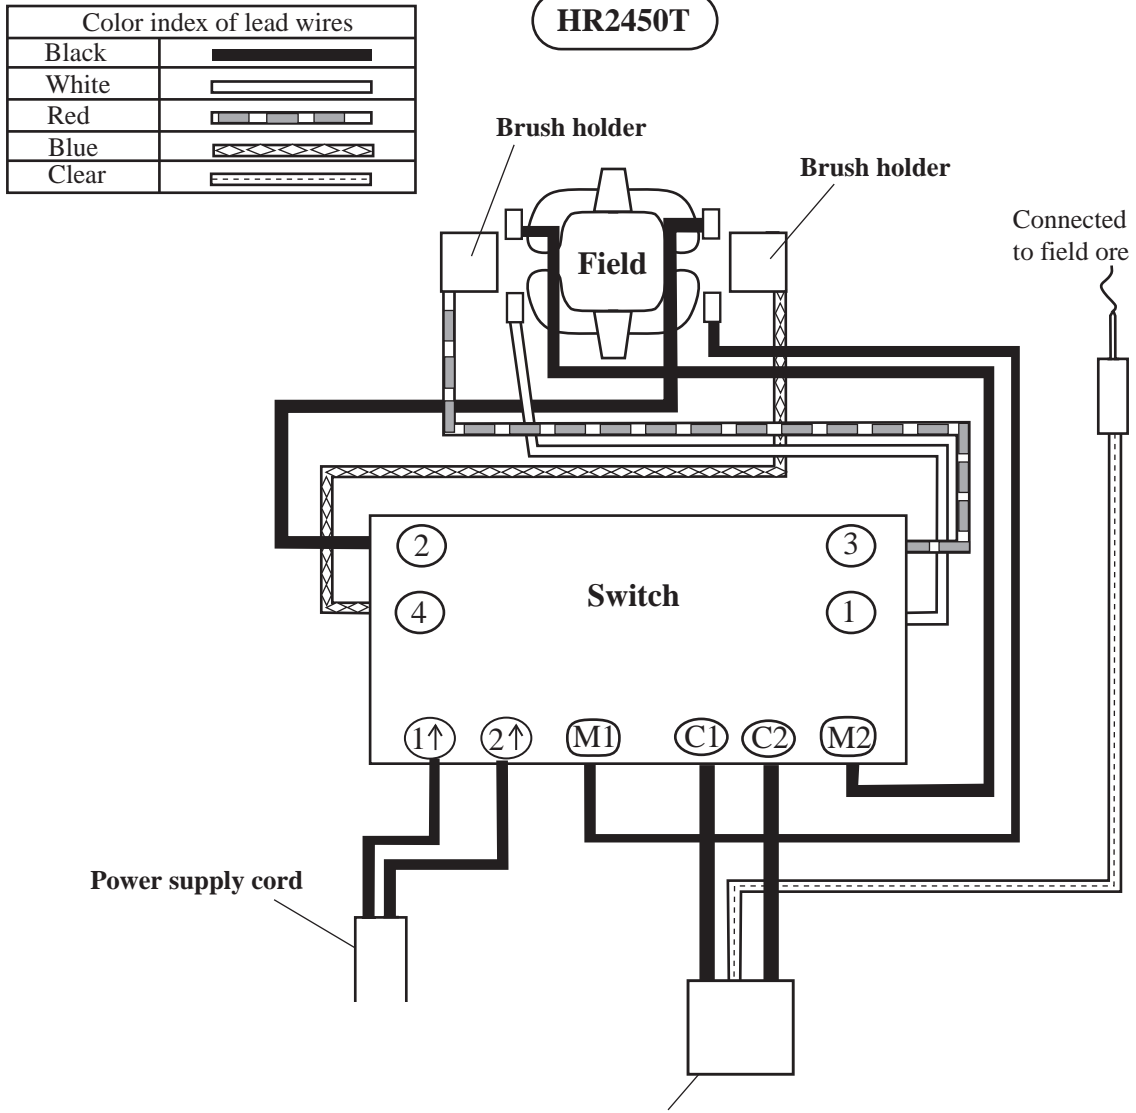 Color index of lead wires
Black
White
Red
Blue
Clear
HR2450T
Brush holder
Brush holder
Connected
to field ore
Field
2
3
Switch
4
1
1↑
2↑
M1
C1
C2
M2
Power supply cord